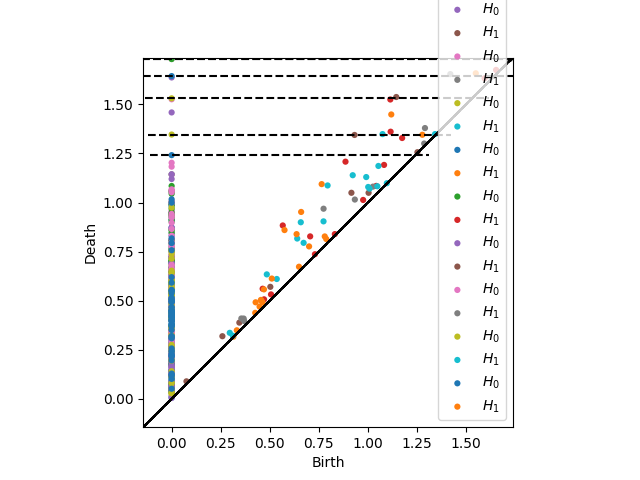 H₀
H₁
H₀
H₁
H₀
H₁
H₀
H₁
H₀
H₁
H₀
H₁
H₀
H₁
H₀
H₁
H₀
H₁
1.50
1.25
1.00
0.75
0.50
0.25
0.00
Death
0.00 0.25 0.50 0.75 1.00 1.25 1.50
Birth